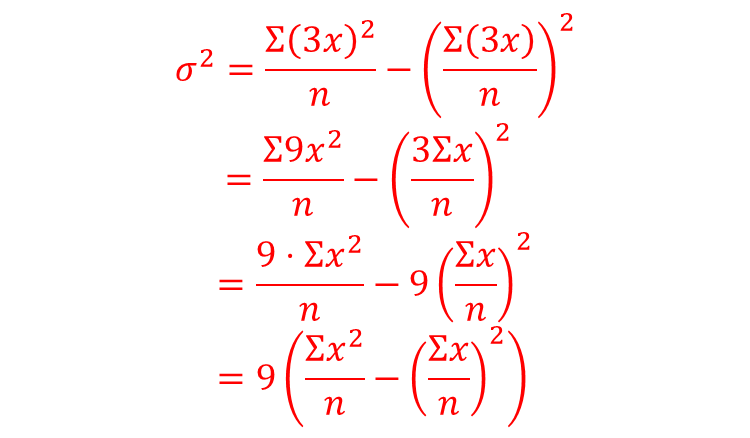 σ² = Σ(3x)²/n − (Σ(3x)/n)²
= Σ9x²/n − (3Σx/n)²
= 9 · Σx²/n − 9(Σx/n)²
= 9(Σx²/n − (Σx/n)²)